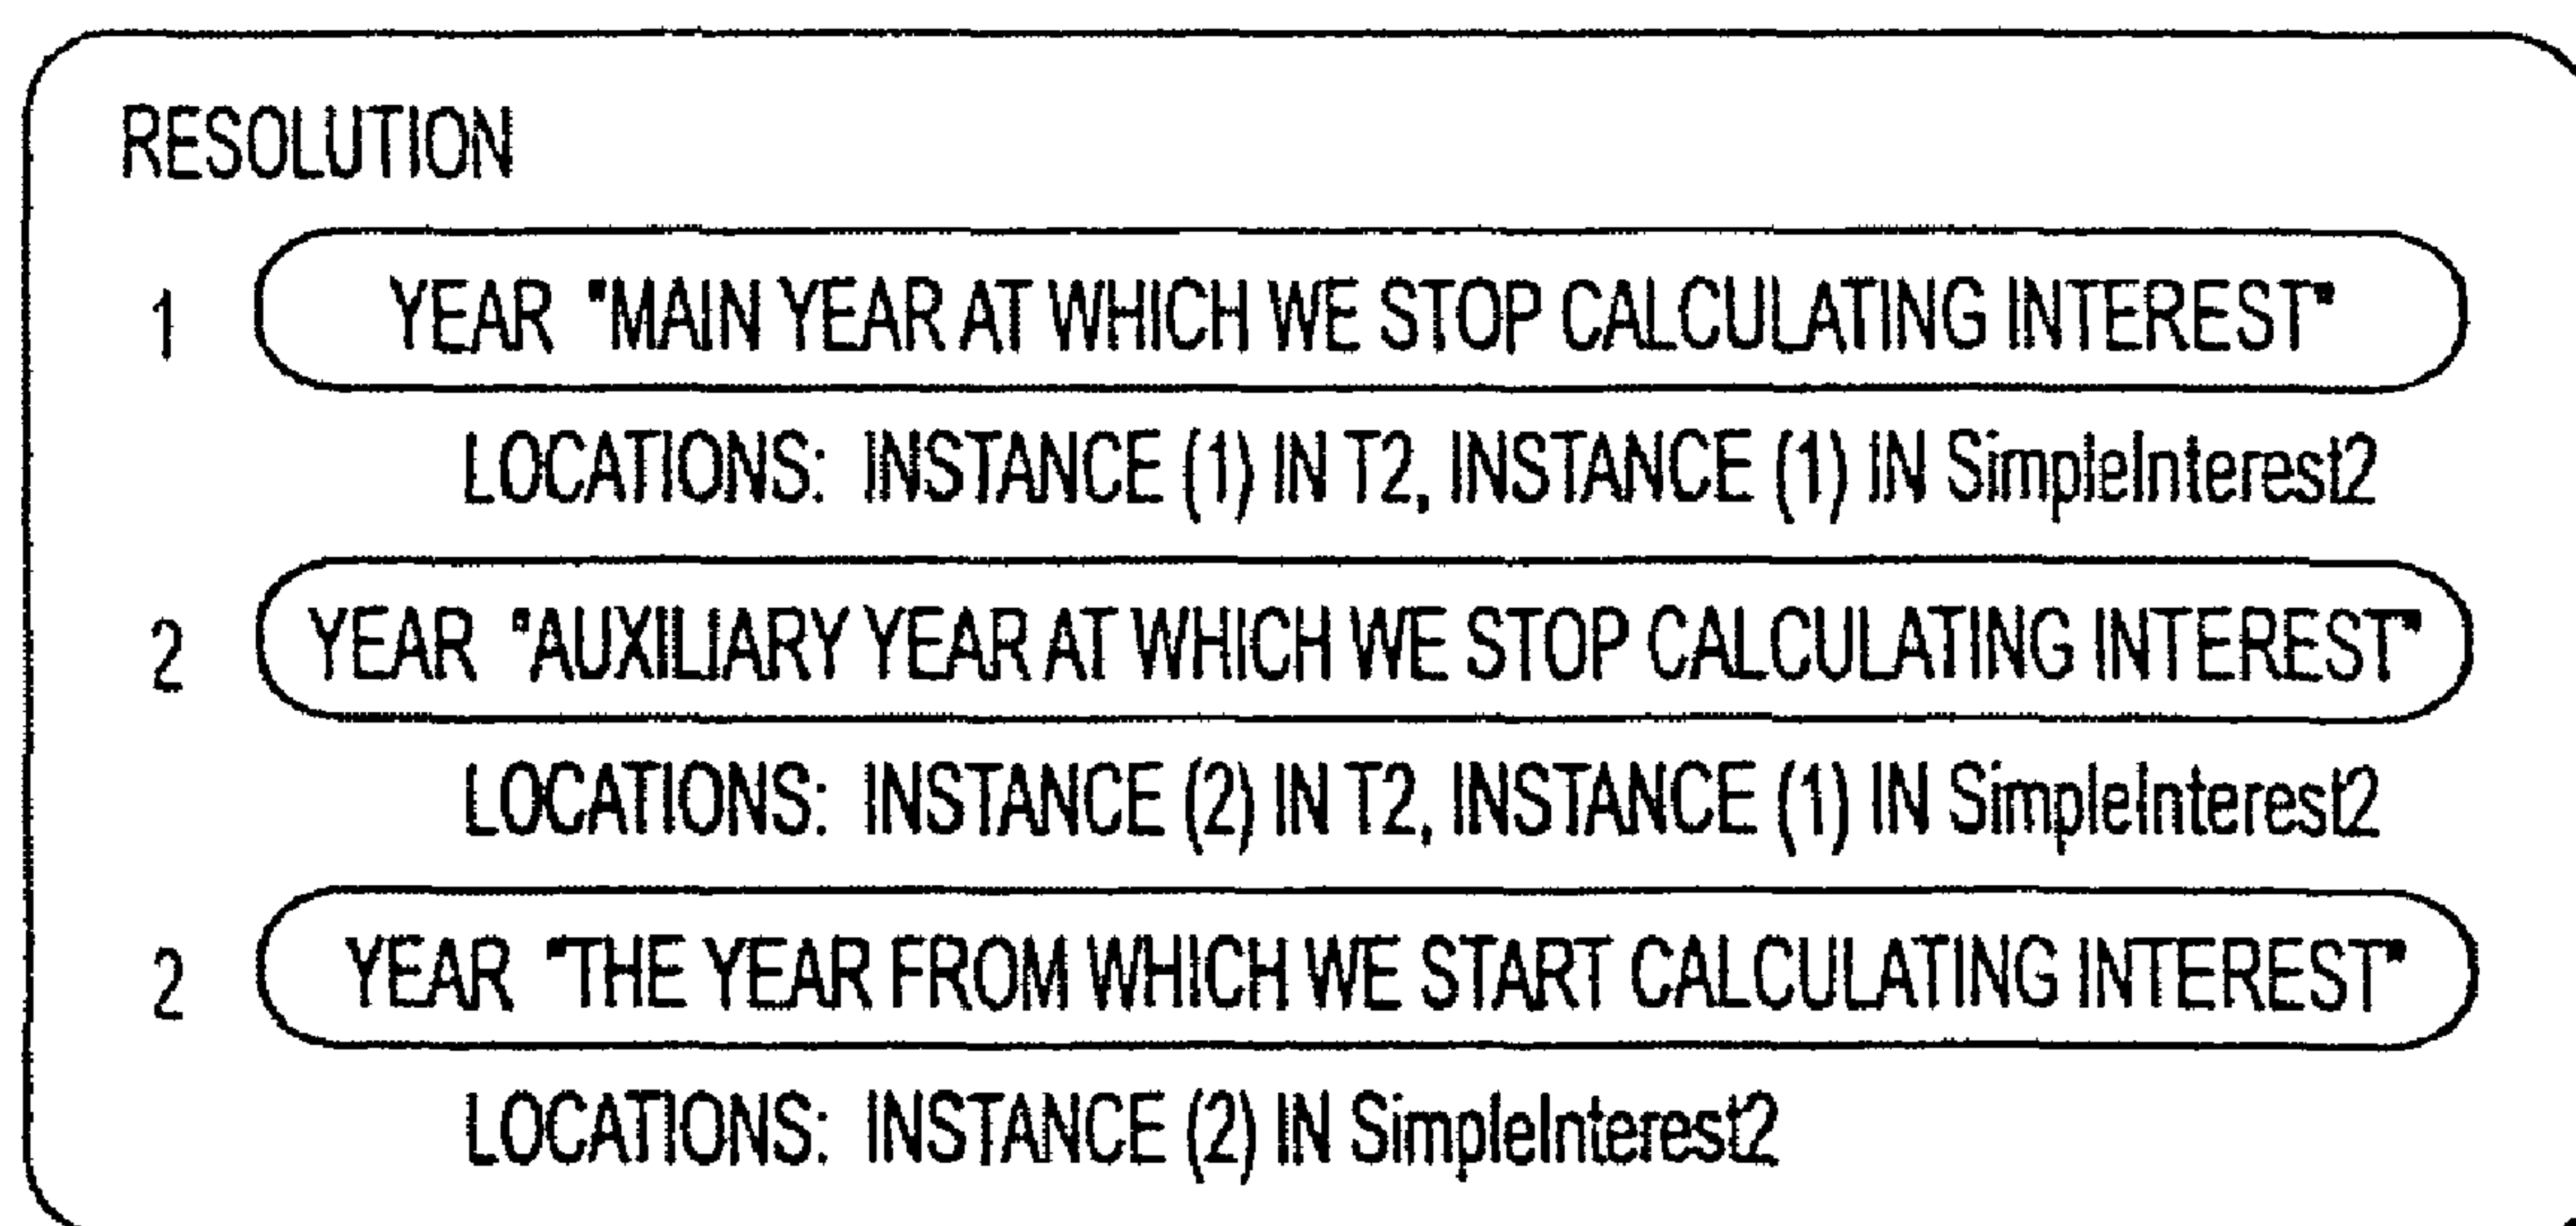 RESOLUTION
1 YEAR "MAIN YEAR AT WHICH WE STOP CALCULATING INTEREST"
LOCATIONS: INSTANCE (1) IN T2, INSTANCE (1) IN SimpleInterest2
2 YEAR "AUXILIARY YEAR AT WHICH WE STOP CALCULATING INTEREST"
LOCATIONS: INSTANCE (2) IN T2, INSTANCE (1) IN SimpleInterest2
2 YEAR "THE YEAR FROM WHICH WE START CALCULATING INTEREST"
LOCATIONS: INSTANCE (2) IN SimpleInterest2